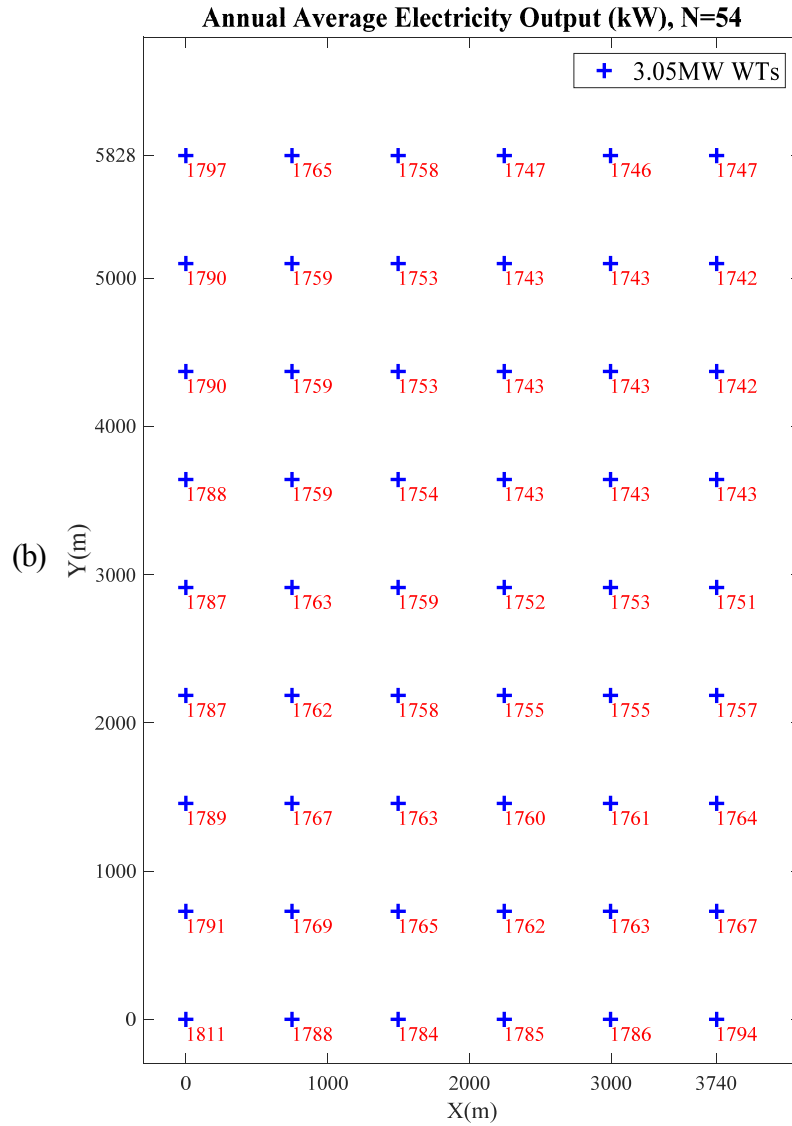 Annual Average Electricity Output (kW), N=54
3.05MW WTs
5828
1797 1765 1758 1747 1746 1747
5000
1790 1759 1753 1743 1743 1742
1790 1759 1753 1743 1743 1742
4000
1788 1759 1754 1743 1743 1743
(b)
Y(m)
3000
1787 1763 1759 1752 1753 1751
1787 1762 1758 1755 1755 1757
2000
1789 1767 1763 1760 1761 1764
1000
1791 1769 1765 1762 1763 1767
0
1811 1788 1784 1785 1786 1794
0 1000 2000 3000 3740
X(m)